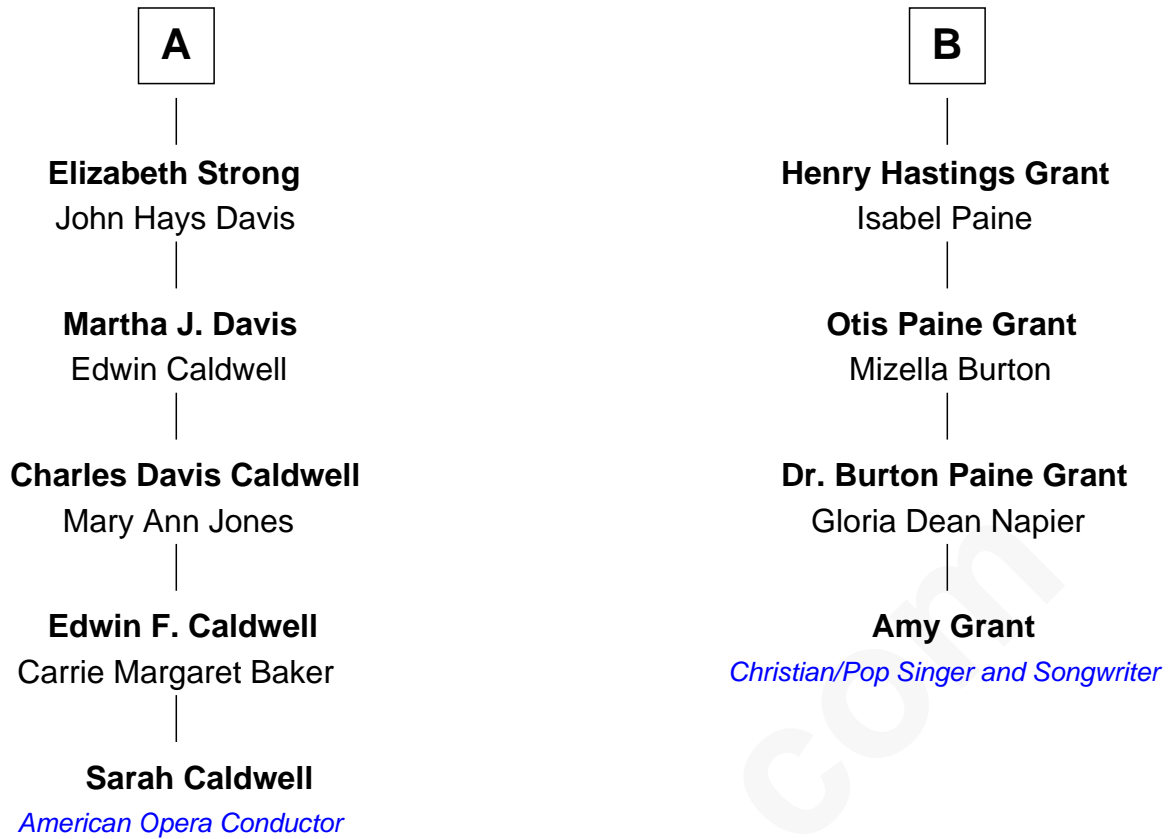 A
Elizabeth Strong
John Hays Davis
Martha J. Davis
Edwin Caldwell
Charles Davis Caldwell
Mary Ann Jones
Edwin F. Caldwell
Carrie Margaret Baker
Sarah Caldwell
American Opera Conductor
B
Henry Hastings Grant
Isabel Paine
Otis Paine Grant
Mizella Burton
Dr. Burton Paine Grant
Gloria Dean Napier
Amy Grant
Christian/Pop Singer and Songwriter
com